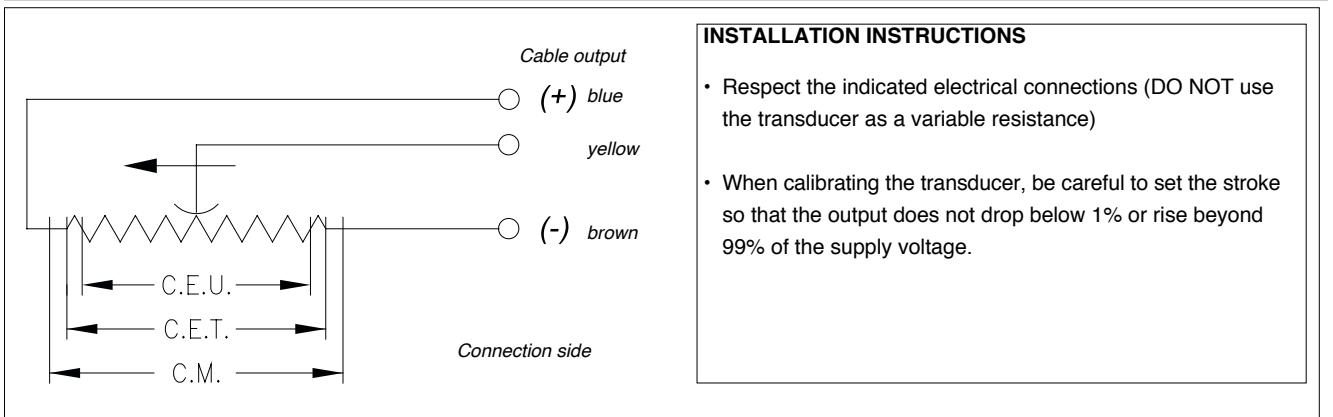 Cable output
(+) blue
yellow
(-) brown
C.E.U.
C.E.T.
C.M.
Connection side
INSTALLATION INSTRUCTIONS
• Respect the indicated electrical connections (DO NOT use
the transducer as a variable resistance)
• When calibrating the transducer, be careful to set the stroke
so that the output does not drop below 1% or rise beyond
99% of the supply voltage.